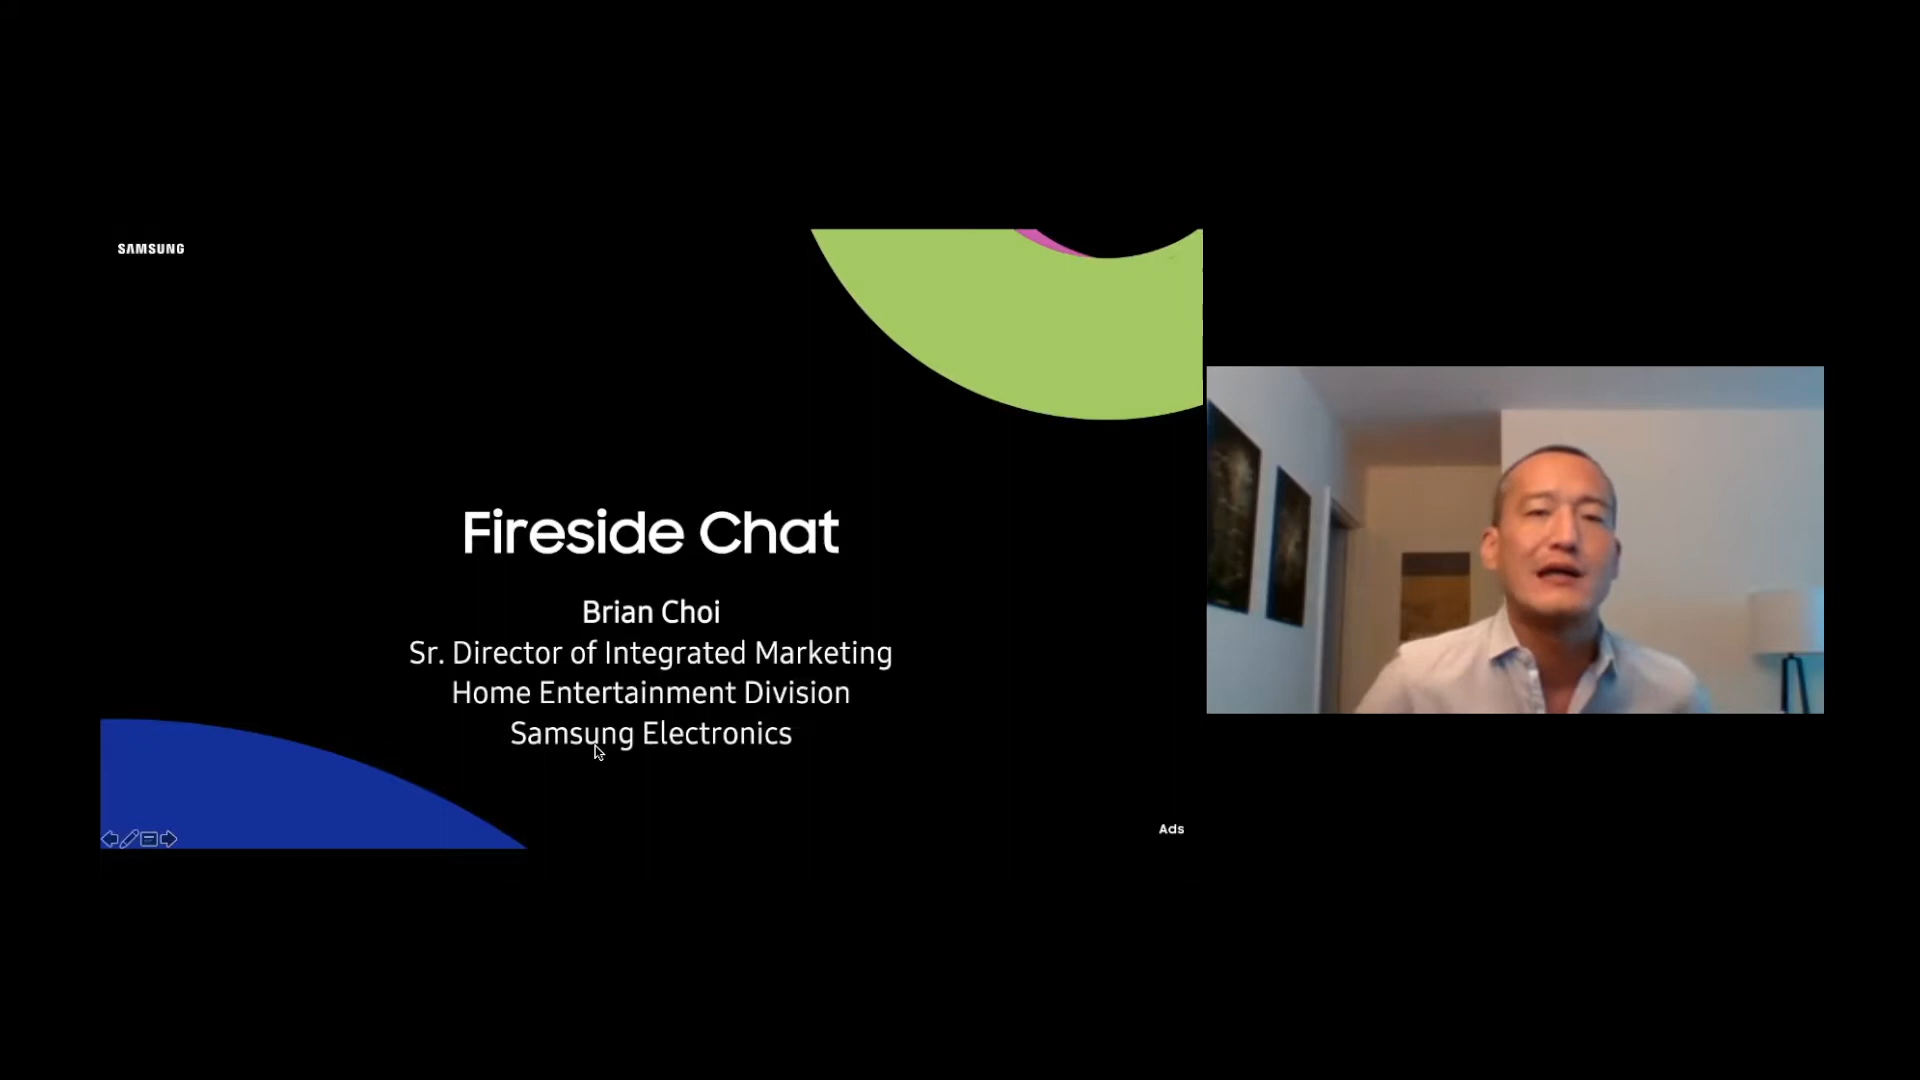 SAMSUNG
Fireside Chat
Brian Choi
Sr. Director of Integrated Marketing
Home Entertainment Division
Samsung Electronics
Ads